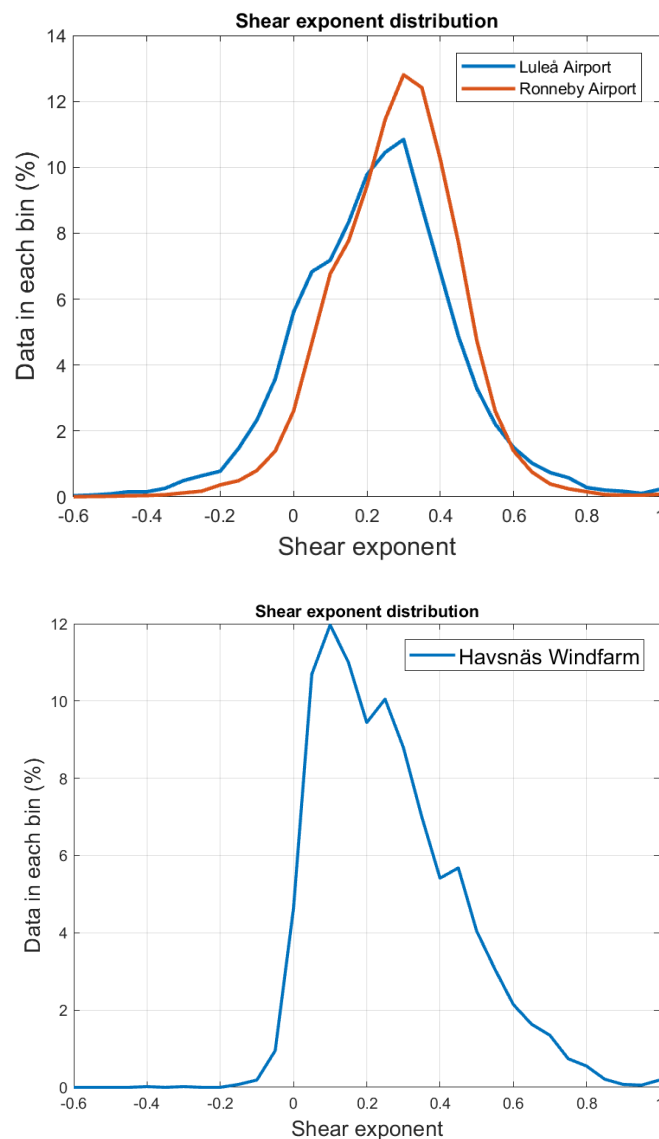 Shear exponent distribution
14
12
10
8
6
4
2
0
Data in each bin (%)
Luleå Airport
Ronneby Airport
-0.6 -0.4 -0.2 0 0.2 0.4 0.6 0.8 1
Shear exponent
Shear exponent distribution
12
10
8
6
4
2
0
Data in each bin (%)
Havsnäs Windfarm
-0.6 -0.4 -0.2 0 0.2 0.4 0.6 0.8 1
Shear exponent